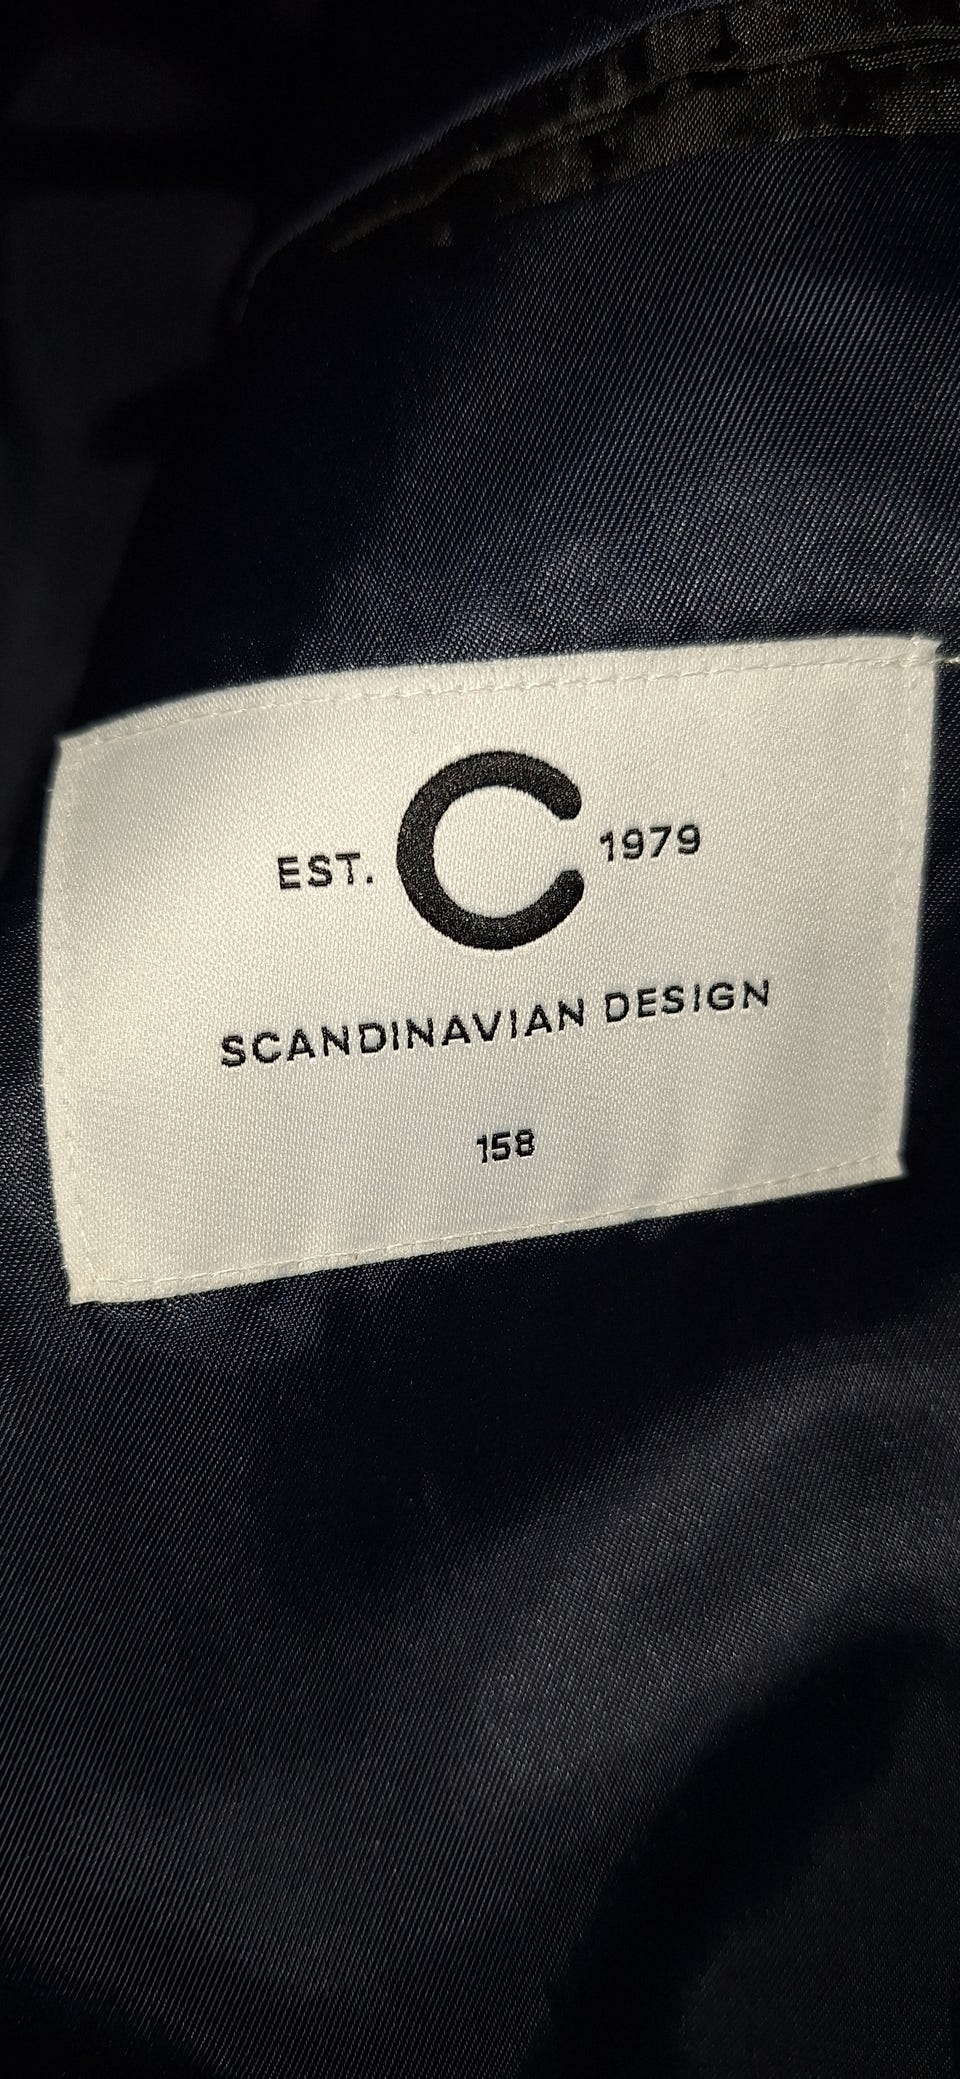 EST. C 1979
SCANDINAVIAN DESIGN
158